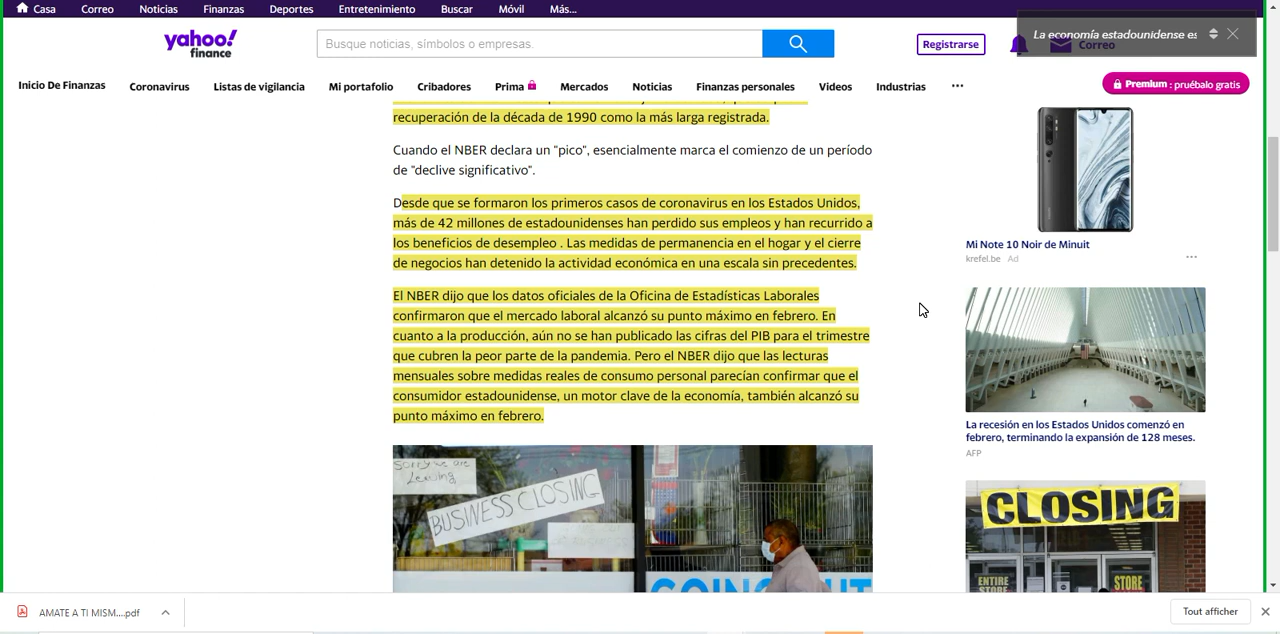 Casa Correo Noticias Finanzas Deportes Entretenimiento Buscar Móvil Más...
La economía estadounidense es
yahoo!
finance
Busque noticias, símbolos o empresas.
Registrarse
Correo
Inicio De Finanzas Coronavirus Listas de vigilancia Mi portafolio Cribadores Prima Mercados Noticias Finanzas personales Videos Industrias ...
Premium : pruébalo gratis
recuperación de la década de 1990 como la más larga registrada.
Cuando el NBER declara un "pico", esencialmente marca el comienzo de un período
de "declive significativo".
Desde que se formaron los primeros casos de coronavirus en los Estados Unidos,
más de 42 millones de estadounidenses han perdido sus empleos y han recurrido a
los beneficios de desempleo . Las medidas de permanencia en el hogar y el cierre
de negocios han detenido la actividad económica en una escala sin precedentes.
El NBER dijo que los datos oficiales de la Oficina de Estadísticas Laborales
confirmaron que el mercado laboral alcanzó su punto máximo en febrero. En
cuanto a la producción, aún no se han publicado las cifras del PIB para el trimestre
que cubren la peor parte de la pandemia. Pero el NBER dijo que las lecturas
mensuales sobre medidas reales de consumo personal parecían confirmar que el
consumidor estadounidense, un motor clave de la economía, también alcanzó su
punto máximo en febrero.
Sorry we are
Leaving
BUSINESS CLOSING
Mi Note 10 Noir de Minuit
krefel.be Ad
...
La recesión en los Estados Unidos comenzó en
febrero, terminando la expansión de 128 meses.
AFP
CLOSING
ENTIRE
STORE
AMATE A TI MISM....pdf
Tout afficher